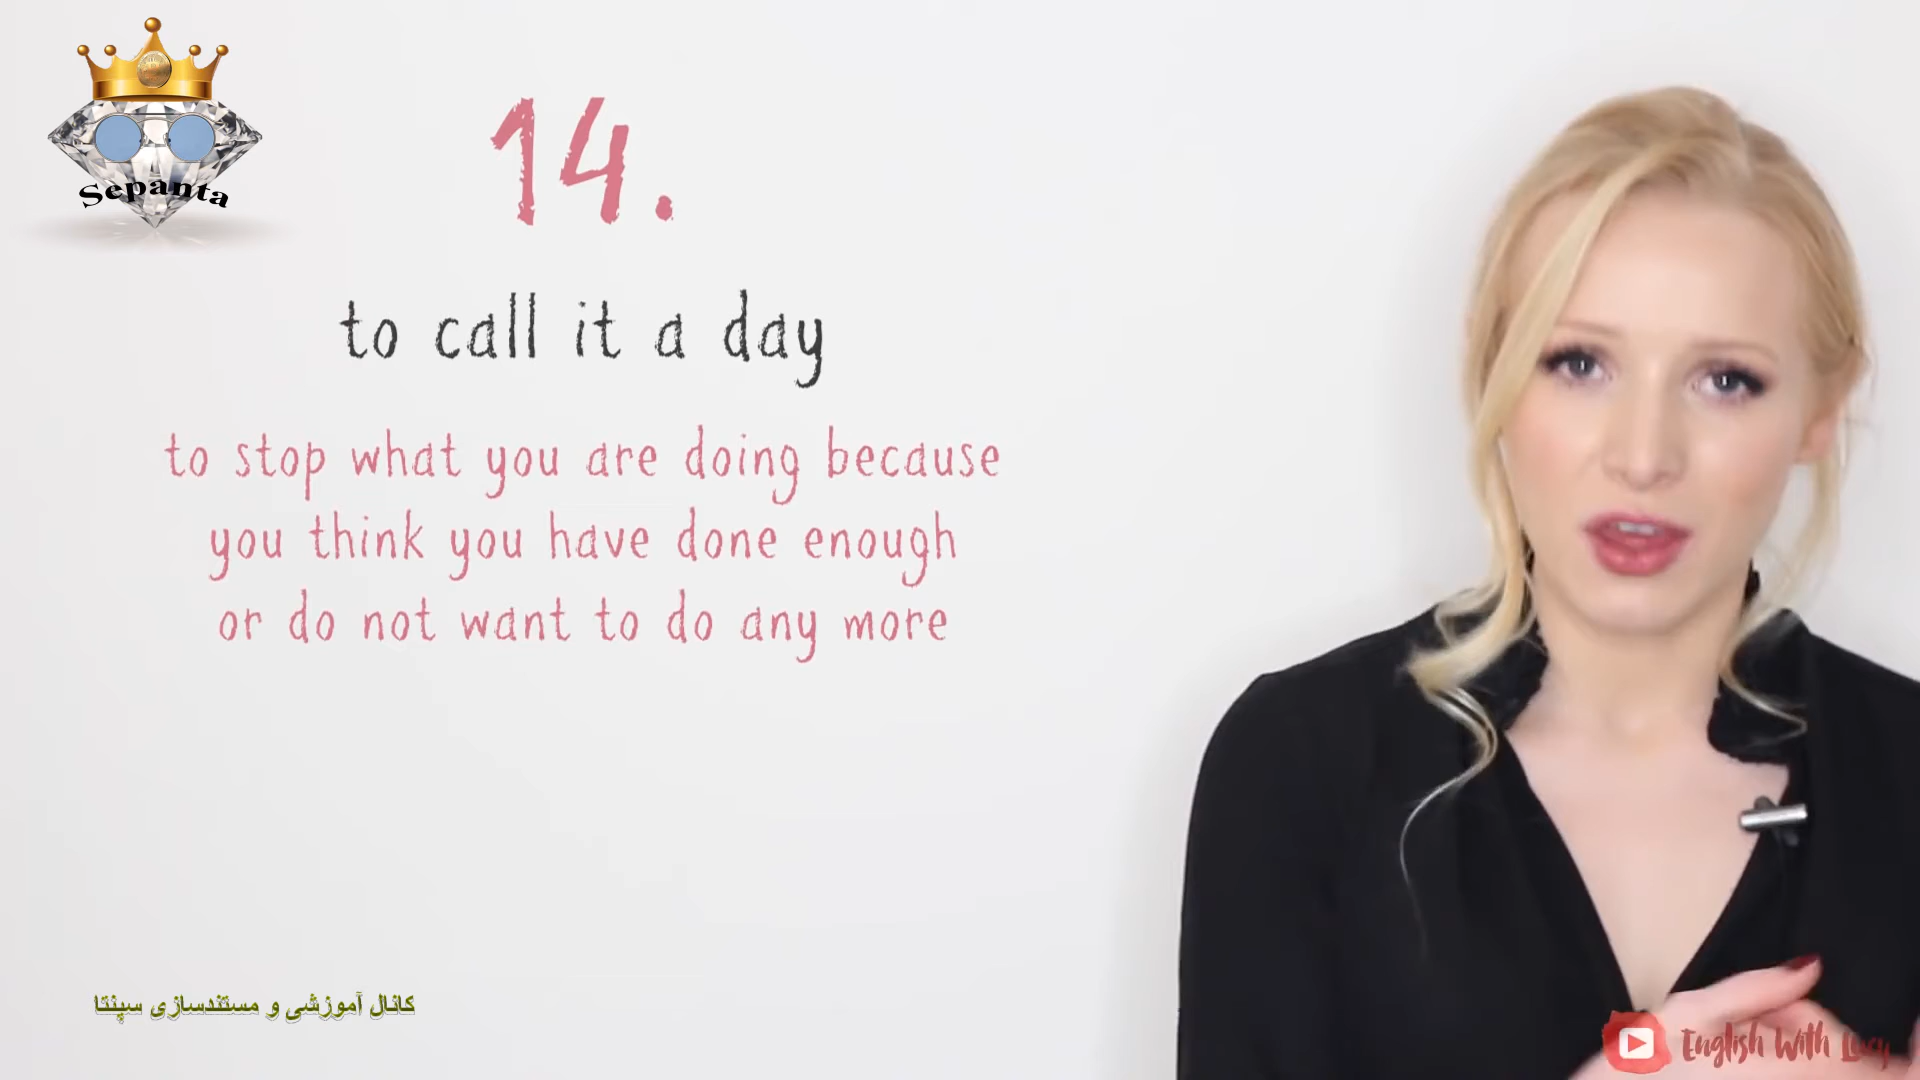 Sepanta
14.
to call it a day
to stop what you are doing because
you think you have done enough
or do not want to do any more
کانال آموزشی و مستندسازی سپنتا
English With Lucy